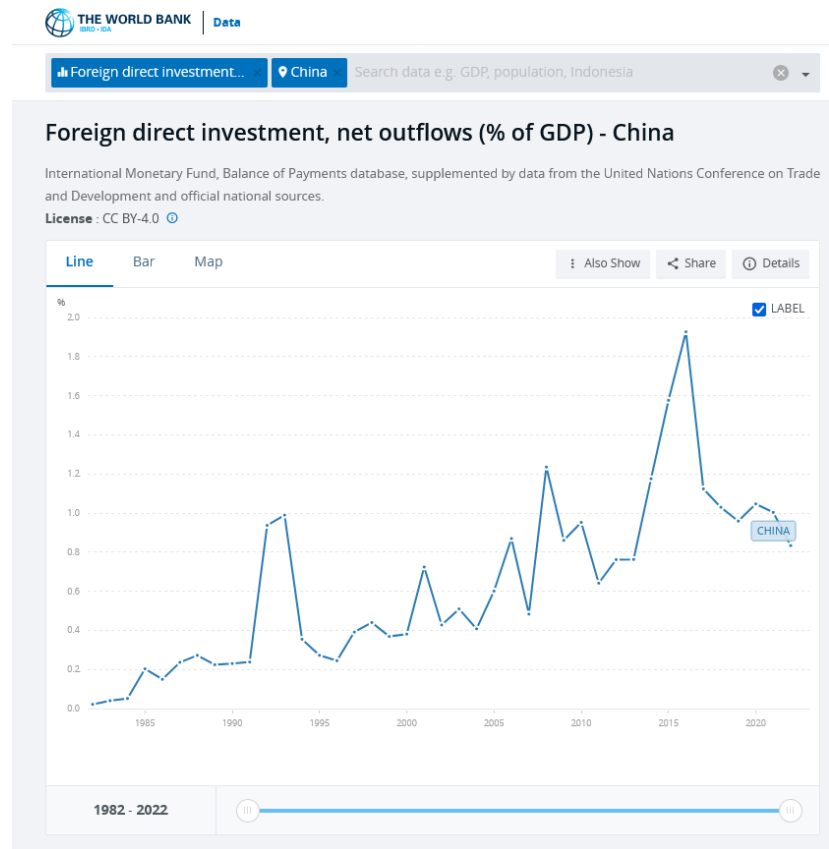 THE WORLD BANK
IBRD • IDA
Data
Foreign direct investment... ×
China ×
Search data e.g. GDP, population, Indonesia
Foreign direct investment, net outflows (% of GDP) - China
International Monetary Fund, Balance of Payments database, supplemented by data from the United Nations Conference on Trade
and Development and official national sources.
License : CC BY-4.0
Line Bar Map
Also Show Share Details
%
LABEL
2.0
1.8
1.6
1.4
1.2
1.0
CHINA
0.8
0.6
0.4
0.2
0.0
1985 1990 1995 2000 2005 2010 2015 2020
1982 - 2022